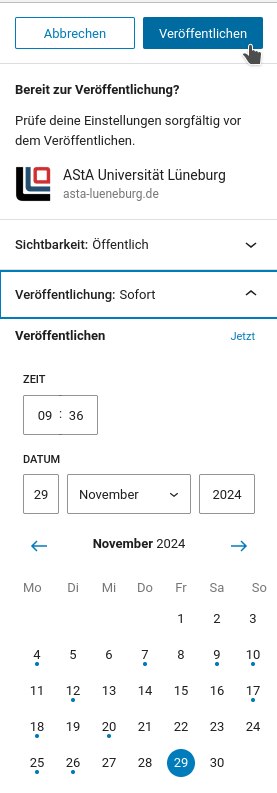 Abbrechen Veröffentlichen
Bereit zur Veröffentlichung?
Prüfe deine Einstellungen sorgfältig vor
dem Veröffentlichen.
AStA Universität Lüneburg
asta-lueneburg.de
Sichtbarkeit: Öffentlich
Veröffentlichung: Sofort
Veröffentlichen Jetzt
ZEIT
09 : 36
DATUM
29 November 2024
November 2024
Mo Di Mi Do Fr Sa So
1 2 3
4 5 6 7 8 9 10
11 12 13 14 15 16 17
18 19 20 21 22 23 24
25 26 27 28 29 30